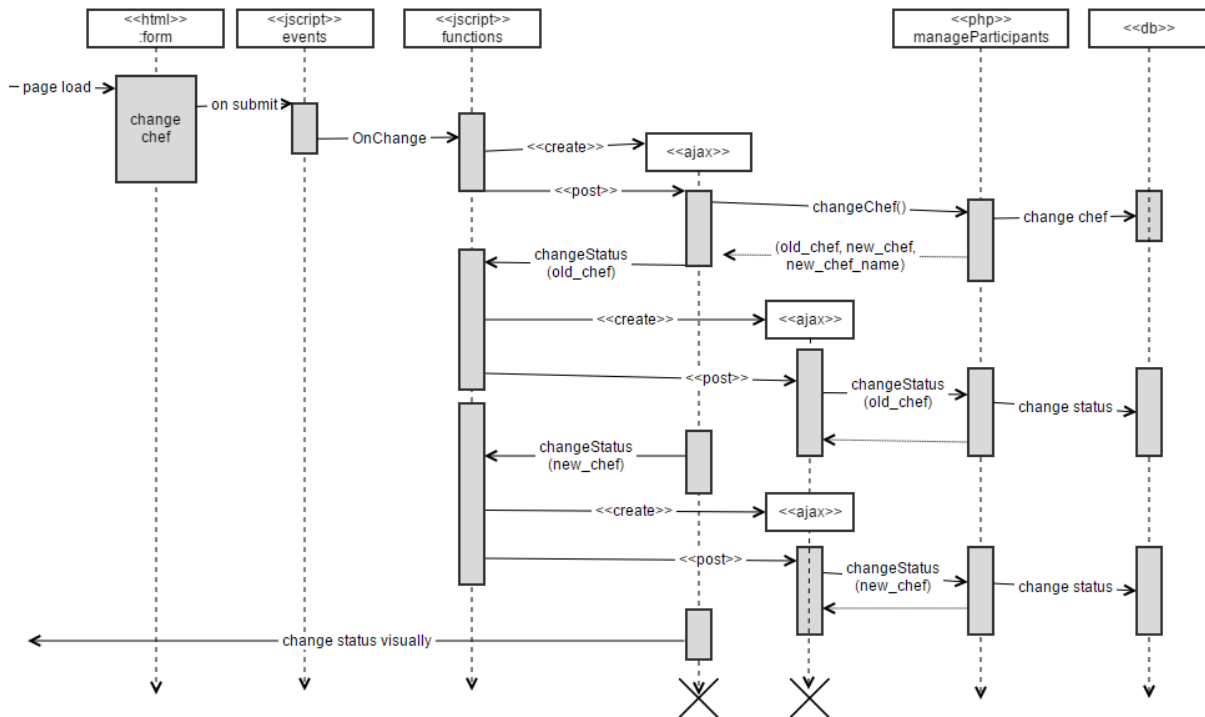 <<html>>
:form
<<jscript>>
events
<<jscript>>
functions
<<php>>
manageParticipants
<<db>>
page load
change
chef
on submit
OnChange
<<create>>
<<ajax>>
<<post>>
changeChef()
change chef
(old_chef, new_chef,
new_chef_name)
changeStatus
(old_chef)
<<create>>
<<ajax>>
<<post>>
changeStatus
(old_chef)
change status
changeStatus
(new_chef)
<<create>>
<<ajax>>
<<post>>
changeStatus
(new_chef)
change status
change status visually